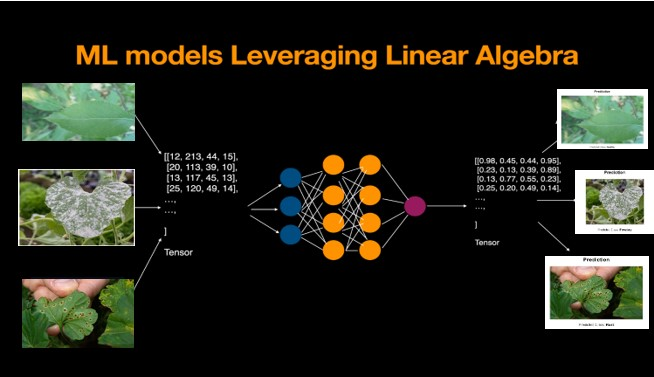 ML models Leveraging Linear Algebra
[[12, 213, 44, 15],
[20, 113, 39, 10],
[13, 117, 45, 13],
[25, 120, 49, 14],
...,
...,
]
Tensor
[[0.98, 0.45, 0.44, 0.95],
[0.23, 0.13, 0.39, 0.89],
[0.13, 0.77, 0.55, 0.23],
[0.25, 0.20, 0.49, 0.14],
...,
...,
]
Tensor
Prediction
Prediction
Prediction